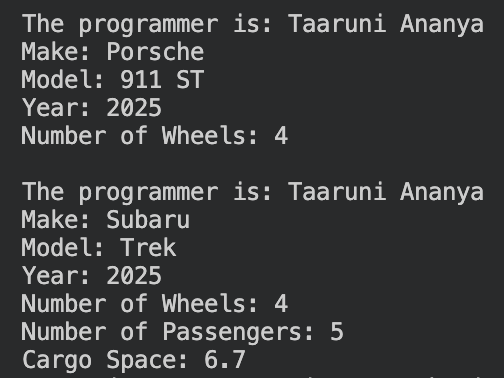 The programmer is: Taaruni Ananya
Make: Porsche
Model: 911 ST
Year: 2025
Number of Wheels: 4

The programmer is: Taaruni Ananya
Make: Subaru
Model: Trek
Year: 2025
Number of Wheels: 4
Number of Passengers: 5
Cargo Space: 6.7